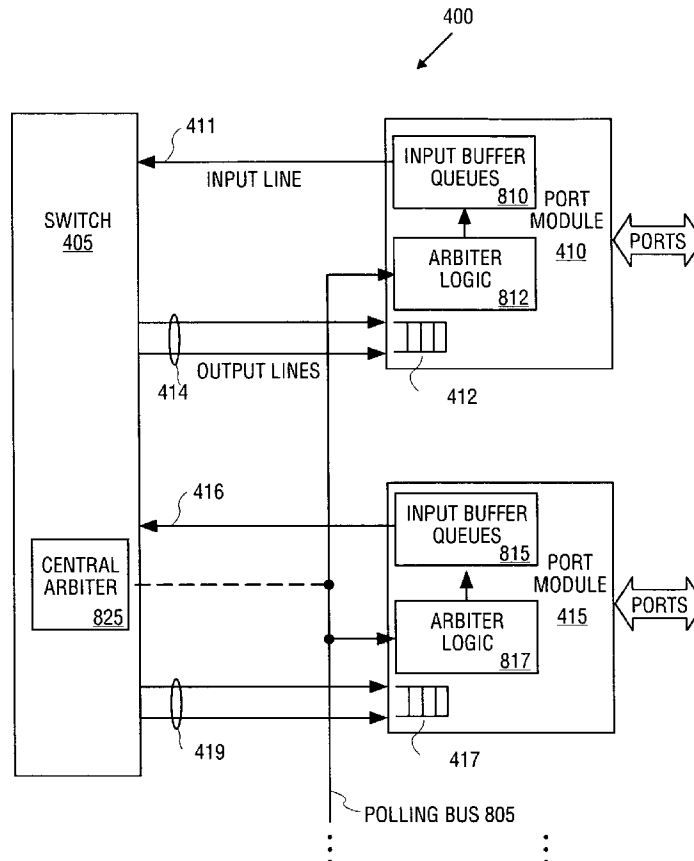 400
411
INPUT LINE
SWITCH
405
INPUT BUFFER
QUEUES 810
PORT
MODULE
410
PORTS
ARBITER
LOGIC
812
OUTPUT LINES
414
412
416
INPUT BUFFER
QUEUES 815
PORT
MODULE
415
PORTS
CENTRAL
ARBITER
825
ARBITER
LOGIC
817
419
417
POLLING BUS 805